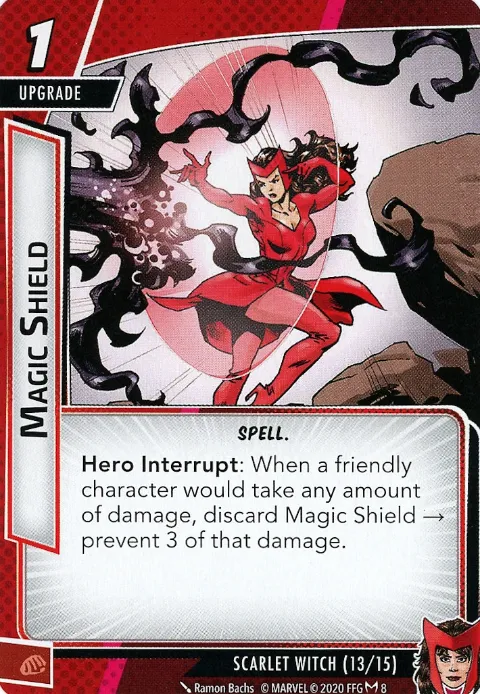 1
UPGRADE
MAGIC SHIELD
SPELL.
Hero Interrupt: When a friendly
character would take any amount
of damage, discard Magic Shield →
prevent 3 of that damage.
SCARLET WITCH (13/15)
Ramon Bachs © MARVEL © 2020 FFG 8